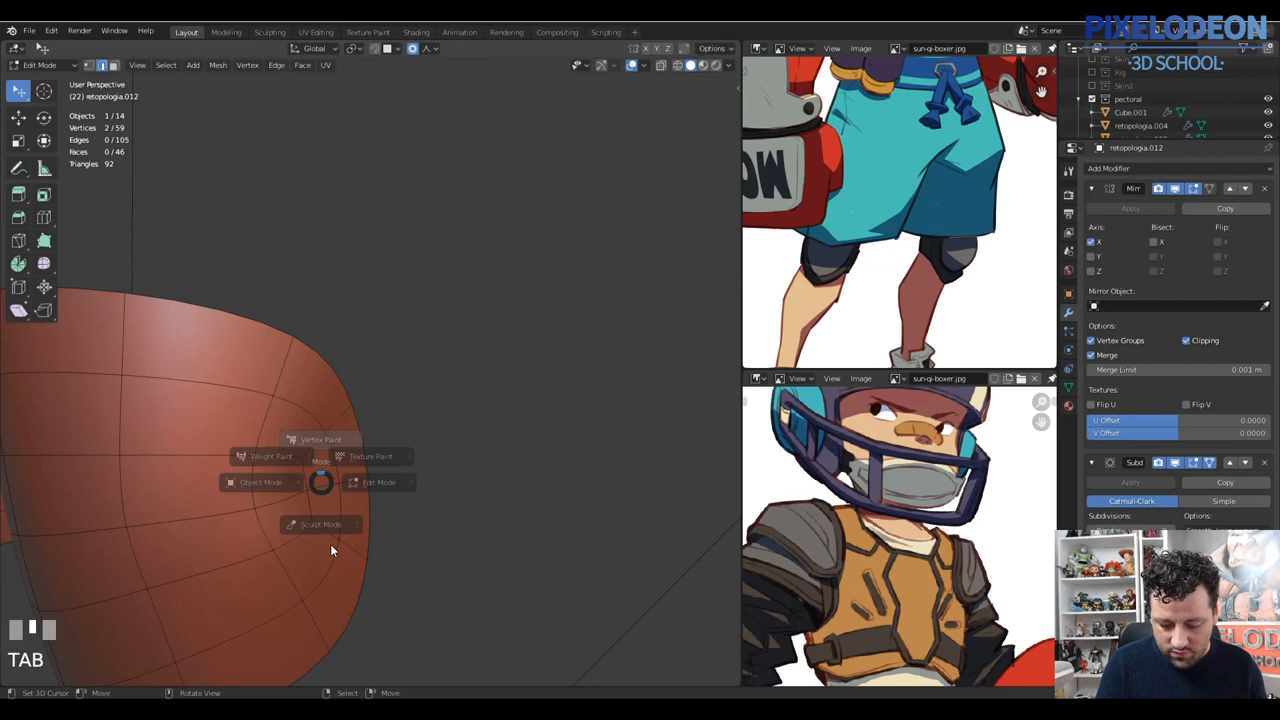 File Edit Render Window Help Layout Modeling Sculpting UV Editing Texture Paint Shading Animation Rendering Compositing Scripting Scene
PIXELODEON
·3D SCHOOL·
Global X Y Z Options View Image sun-qi-boxer.jpg
Edit Mode View Select Add Mesh Vertex Edge Face UV
User Perspective
(22) retopologia.012
Objects 1/14
Vertices 2/59
Edges 0/105
Faces 0/46
Triangles 92
Rig
Skin2
pectoral
Cube.001
retopologia.004
retopologia.012
Add Modifier
Mirr
Apply Copy
Axis: Bisect: Flip:
X X X
Y Y Y
Z Z Z
Mirror Object:
Options:
Vertex Groups Clipping
Merge
Merge Limit 0.001 m
Textures:
Flip U Flip V
U Offset 0.0000
V Offset 0.0000
Subd
Apply Copy
Catmull-Clark Simple
Subdivisions: Options:
OW
View Image sun-qi-boxer.jpg
Vertex Paint
Weight Paint Texture Paint
Mode
Object Mode Edit Mode
Sculpt Mode
TAB
Set 3D Cursor Move Rotate View Select Move